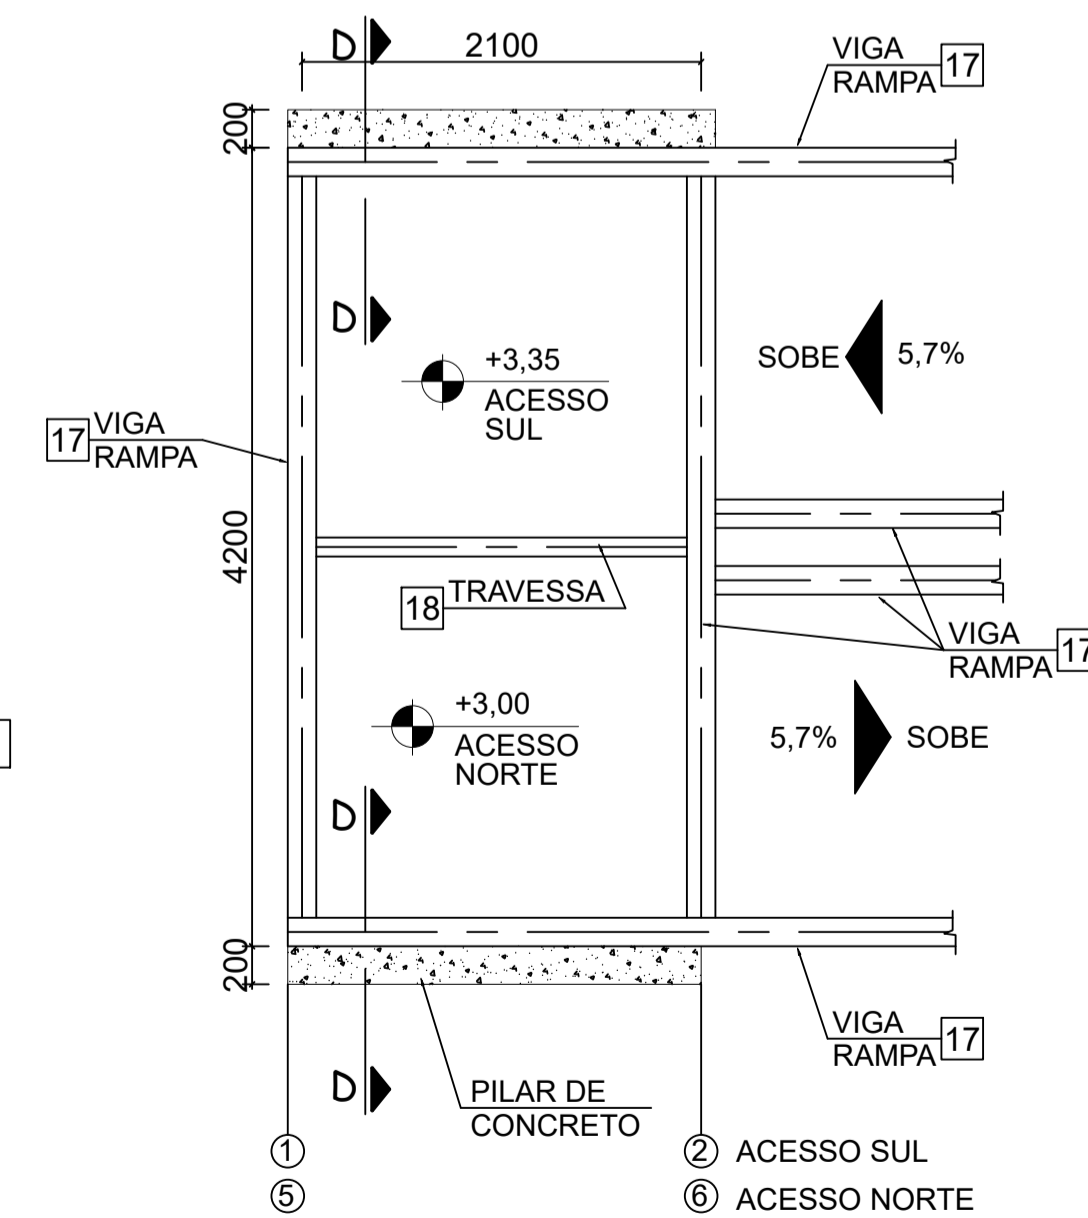 D
2100
VIGA
RAMPA 17
200
D
+3,35
ACESSO
SUL
SOBE 5,7%
17 VIGA
RAMPA
4200
18 TRAVESSA
VIGA
RAMPA 17
+3,00
ACESSO
NORTE
5,7% SOBE
D
200
VIGA
RAMPA 17
D
PILAR DE
CONCRETO
1 2 ACESSO SUL
5 6 ACESSO NORTE